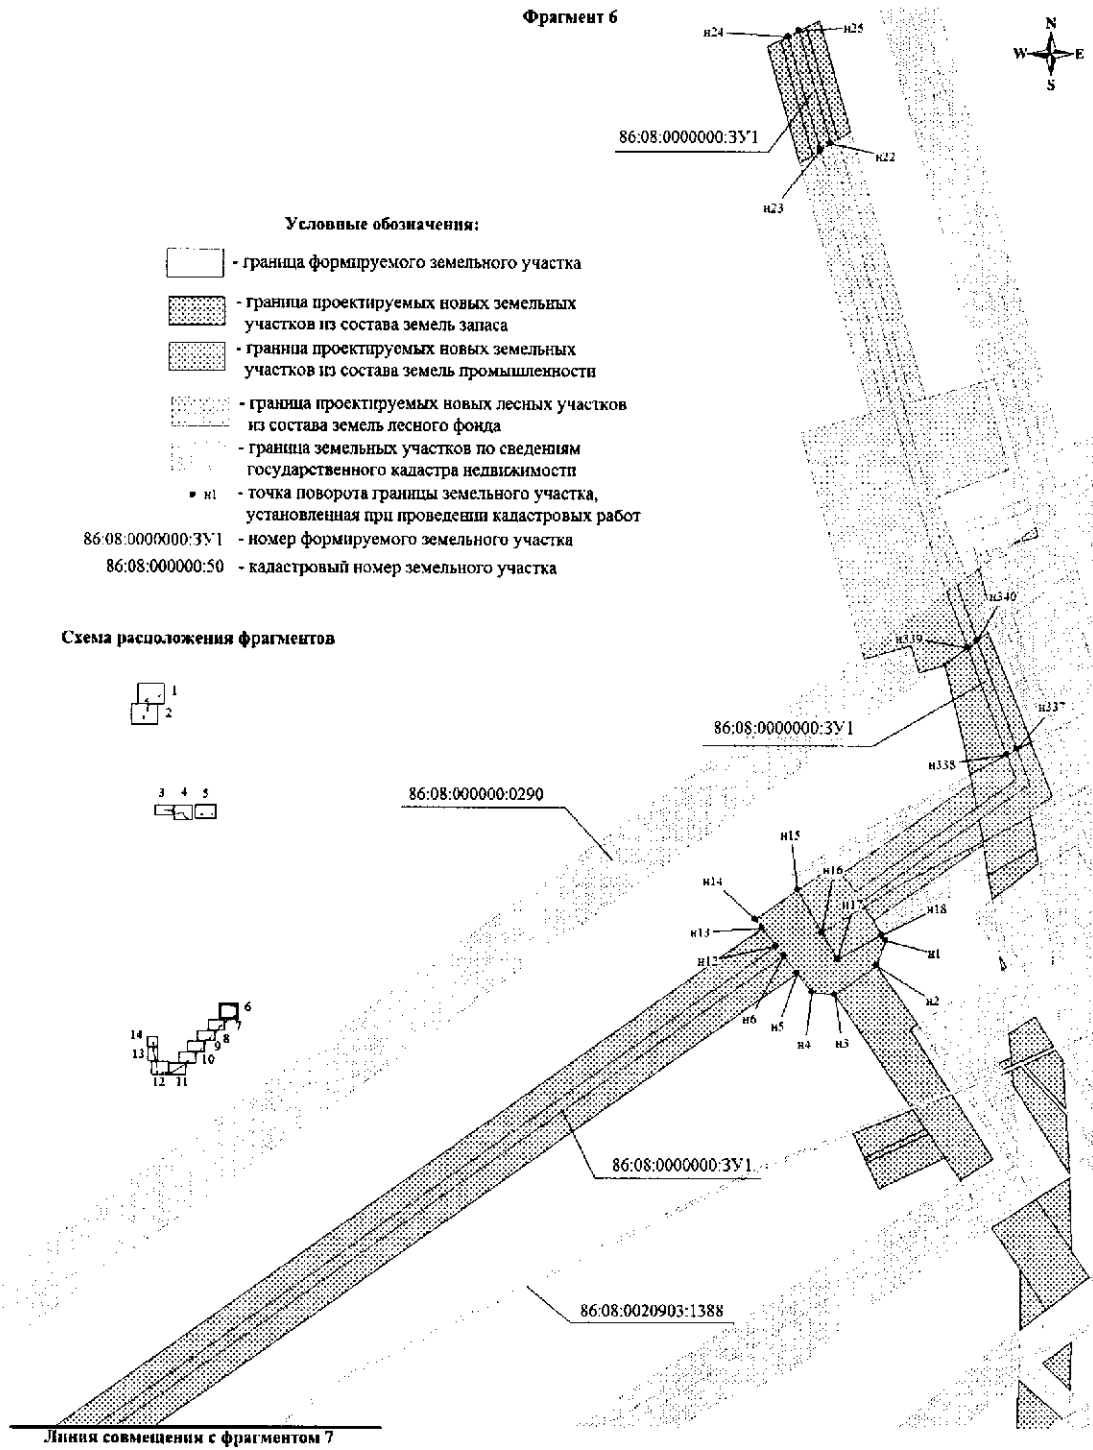 Фрагмент 6
н24
н25
N
W
E
S
86:08:0000000:ЗУ1
н22
н23
Условные обозначения:
- граница формируемого земельного участка
- граница проектируемых новых земельных
участков из состава земель запаса
- граница проектируемых новых земельных
участков из состава земель промышленности
- граница проектируемых новых лесных участков
из состава земель лесного фонда
- граница земельных участков по сведениям
государственного кадастра недвижимости
н1 - точка поворота границы земельного участка,
установленная при проведении кадастровых работ
86:08:0000000:ЗУ1 - номер формируемого земельного участка
86:08:000000:50 - кадастровый номер земельного участка
н340
н339
Схема расположения фрагментов
1
2
86:08:0000000:ЗУ1
н337
н338
3 4 5
86:08:000000:0290
н15
н16
н14
н17
н18
н13
н12
н1
н2
н6
н5
н4
н3
6
7
8
9
10
14
13
12 11
86:08:0000000:ЗУ1
86:08:0020903:1388
Линия совмещения с фрагментом 7